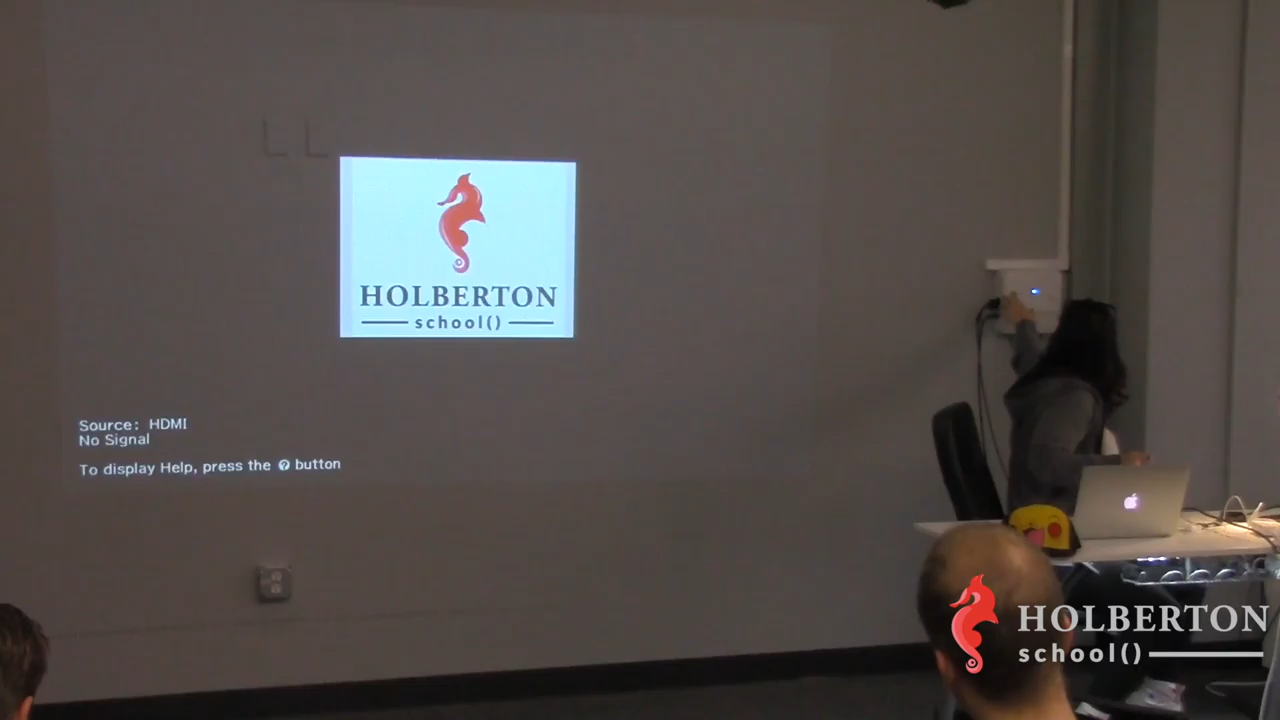 HOLBERTON
school()
Source: HDMI
No Signal
To display Help, press the ? button
HOLBERTON
school()